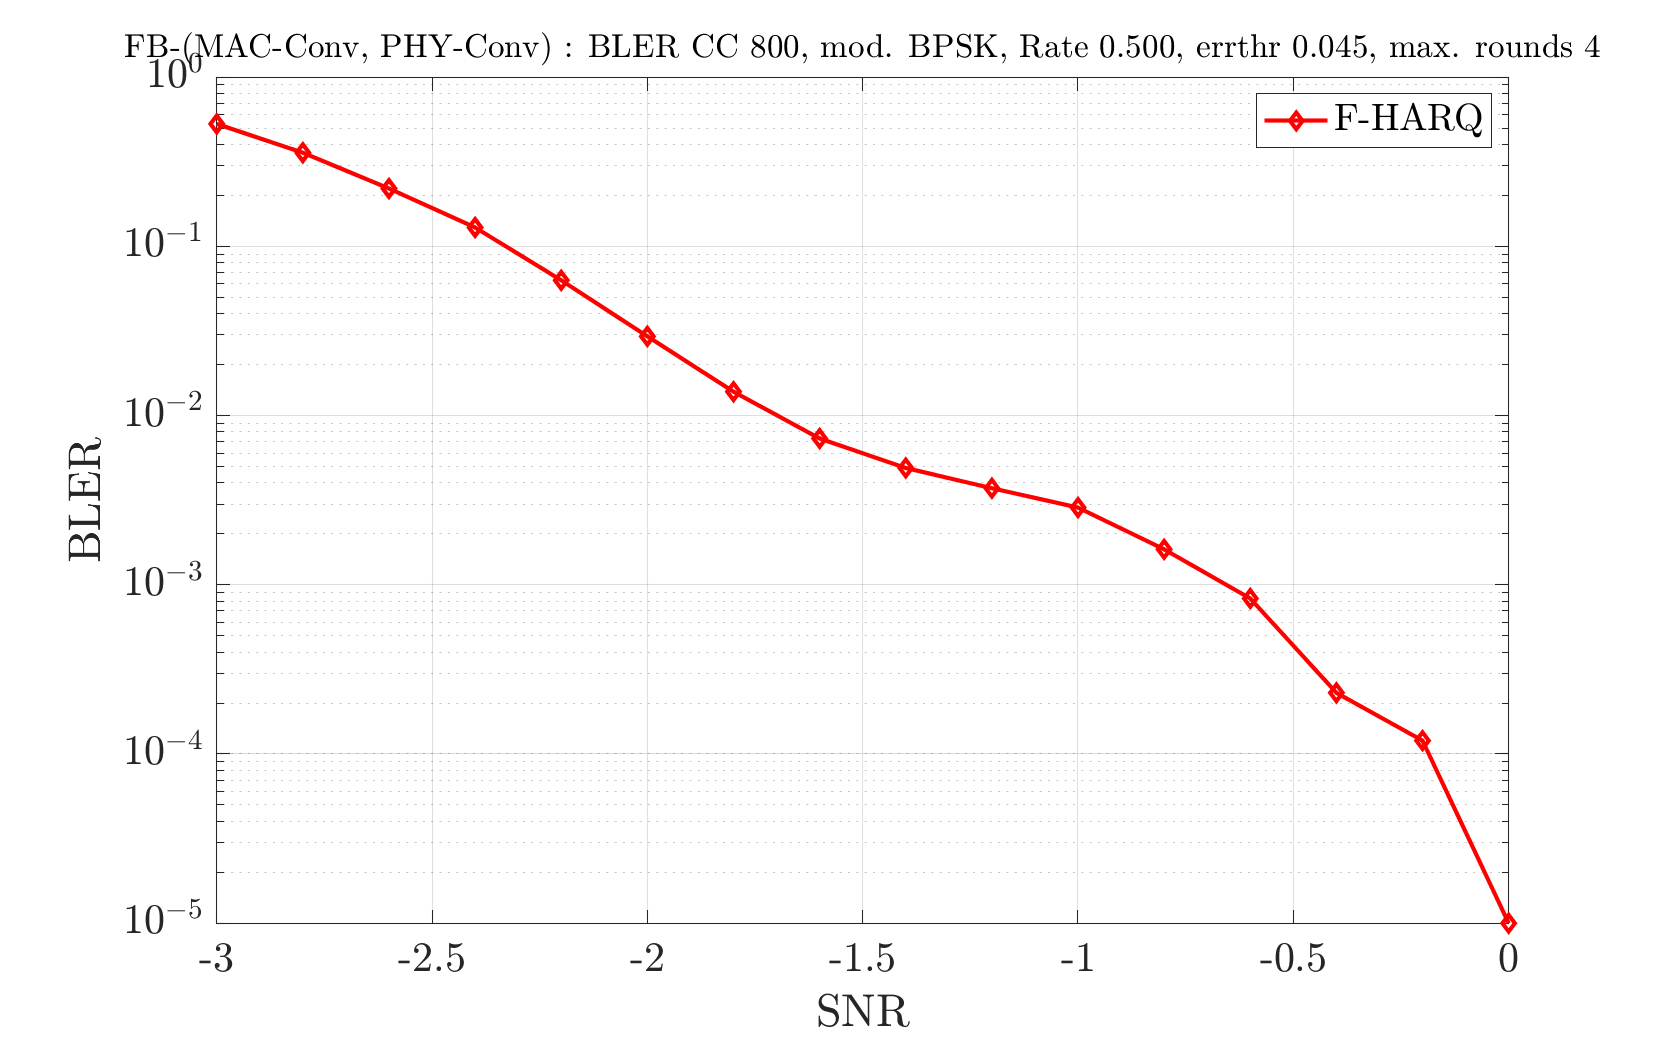 FB-(MAC-Conv, PHY-Conv) : BLER CC 800, mod. BPSK, Rate 0.500, errthr 0.045, max. rounds 4
F-HARQ
10^0
10^−1
10^−2
10^−3
10^−4
10^−5
BLER
-3 -2.5 -2 -1.5 -1 -0.5 0
SNR